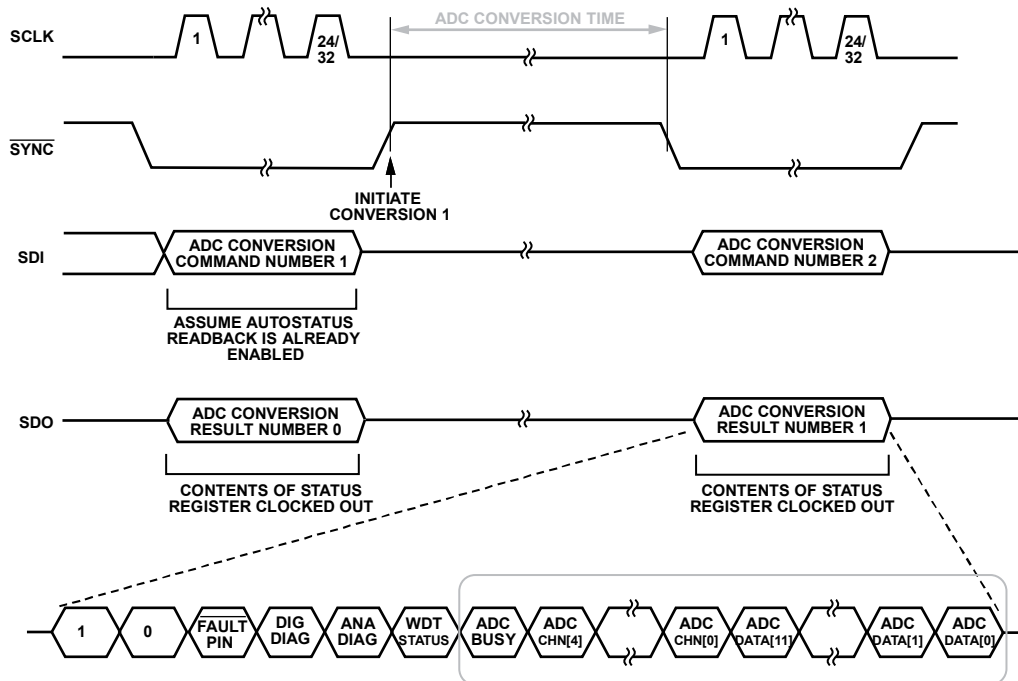 ADC CONVERSION TIME
SCLK
1
24/
32
1
24/
32
SYNC
INITIATE
CONVERSION 1
SDI
ADC CONVERSION
COMMAND NUMBER 1
ADC CONVERSION
COMMAND NUMBER 2
ASSUME AUTOSTATUS
READBACK IS ALREADY
ENABLED
SDO
ADC CONVERSION
RESULT NUMBER 0
ADC CONVERSION
RESULT NUMBER 1
CONTENTS OF STATUS
REGISTER CLOCKED OUT
CONTENTS OF STATUS
REGISTER CLOCKED OUT
1
0
FAULT
PIN
DIG
DIAG
ANA
DIAG
WDT
STATUS
ADC
BUSY
ADC
CHN[4]
ADC
CHN[0]
ADC
DATA[11]
ADC
DATA[1]
ADC
DATA[0]